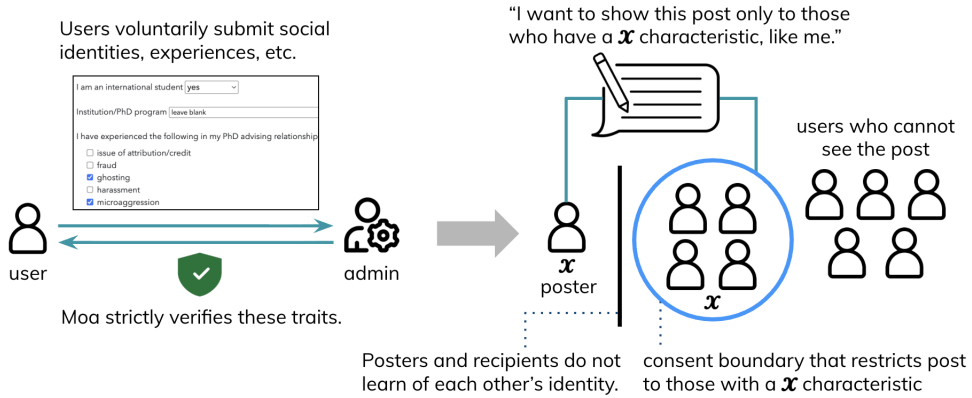 Users voluntarily submit social
identities, experiences, etc.
I am an international student yes
Institution/PhD program leave blank
I have experienced the following in my PhD advising relationship
issue of attribution/credit
fraud
ghosting
harassment
microaggression
user
admin
Moa strictly verifies these traits.
“I want to show this post only to those
who have a x characteristic, like me.”
users who cannot
see the post
x
poster
x
Posters and recipients do not
learn of each other’s identity.
consent boundary that restricts post
to those with a x characteristic